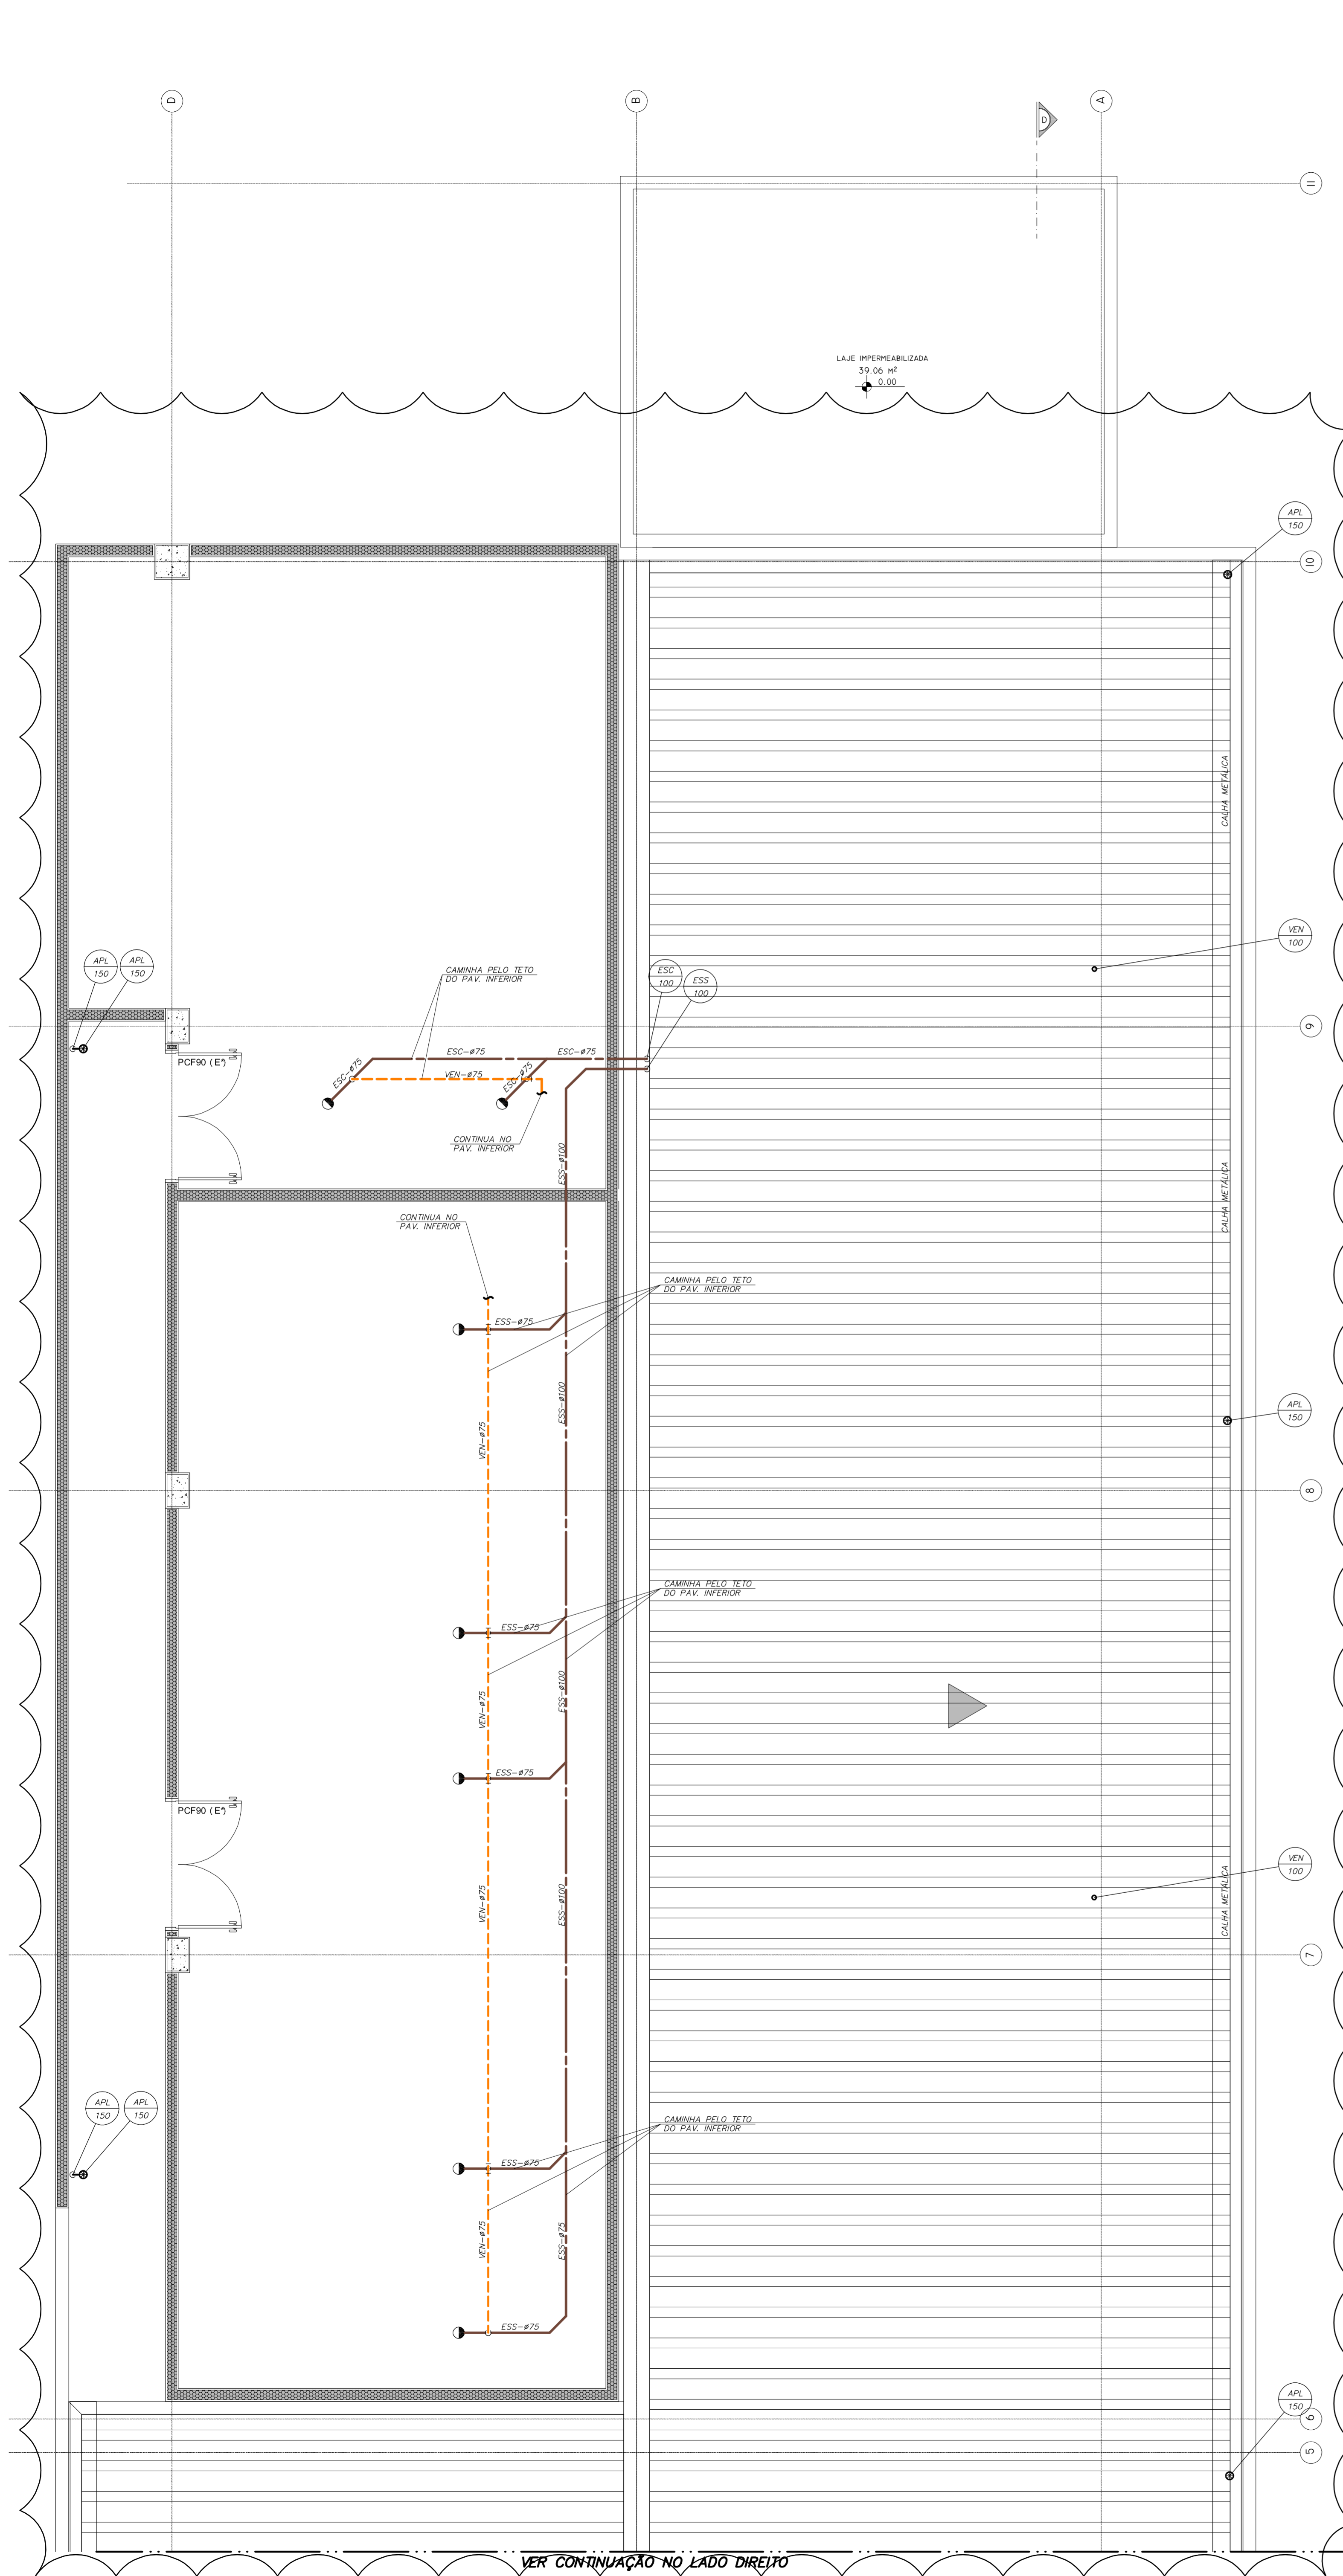 D
B
A
D
11
LAJE IMPERMEABILIZADA
39.06 M²
0.00
APL
150
10
CALHA METÁLICA
VEN
100
APL
150
APL
150
CAMINHA PELO TETO
DO PAV. INFERIOR
ESC
100
ESS
100
9
PCF90 (E*)
ESC-ø75
ESC-ø75
ESC-ø75
VEN-ø75
ESC-ø75
CONTINUA NO
PAV. INFERIOR
ESS-ø100
CALHA METÁLICA
CONTINUA NO
PAV. INFERIOR
CAMINHA PELO TETO
DO PAV. INFERIOR
ESS-ø75
ESS-ø100
VEN-ø75
APL
150
8
CAMINHA PELO TETO
DO PAV. INFERIOR
ESS-ø75
ESS-ø100
VEN-ø75
ESS-ø75
PCF90 (E*)
VEN
100
ESS-ø100
VEN-ø75
CALHA METÁLICA
7
APL
150
APL
150
CAMINHA PELO TETO
DO PAV. INFERIOR
ESS-ø75
VEN-ø75
ESS-ø75
ESS-ø75
APL
150
6
5
VER CONTINUAÇÃO NO LADO DIREITO